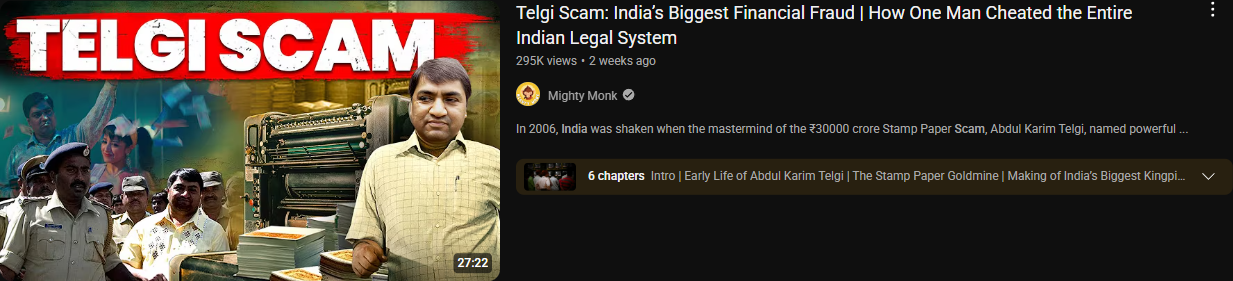 TELGI SCAM
27:22
Telgi Scam: India’s Biggest Financial Fraud | How One Man Cheated the Entire
Indian Legal System
295K views • 2 weeks ago
Mighty Monk
In 2006, India was shaken when the mastermind of the ₹30000 crore Stamp Paper Scam, Abdul Karim Telgi, named powerful ...
6 chapters Intro | Early Life of Abdul Karim Telgi | The Stamp Paper Goldmine | Making of India’s Biggest Kingpi...